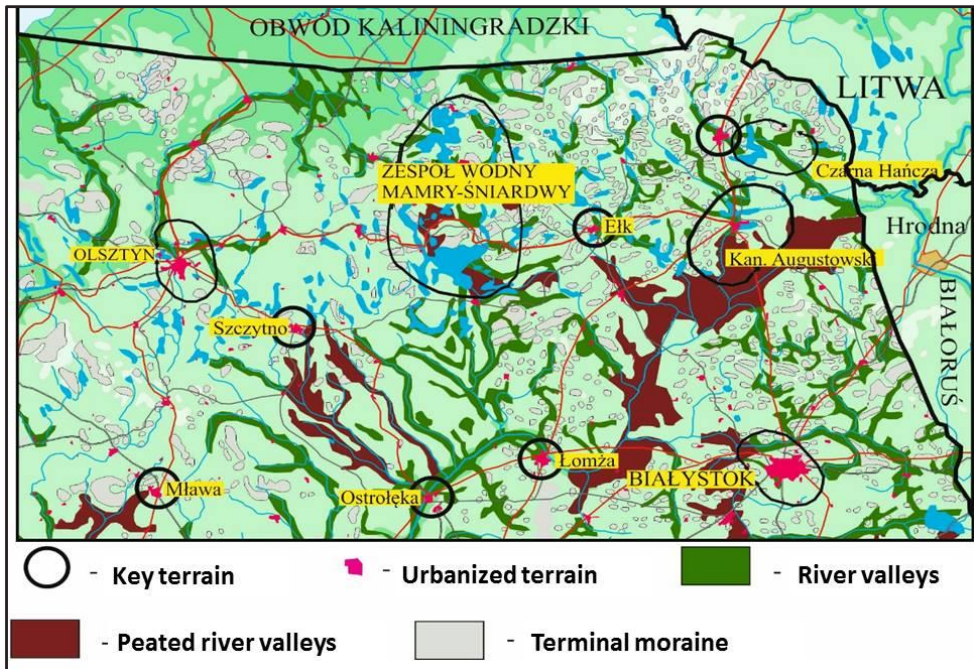 OBWÓD KALININGRADZKI
LITWA
ZESPÓŁ WODNY
MAMRY-ŚNIARDWY
Czarna Hańcza
Ełk
Hrodna
OLSZTYN
Kan. Augustowski
BIAŁORUŚ
Szczytno
Łomża
BIAŁYSTOK
Mława
Ostrołęka
- Key terrain
- Urbanized terrain
- River valleys
- Peated river valleys
- Terminal moraine